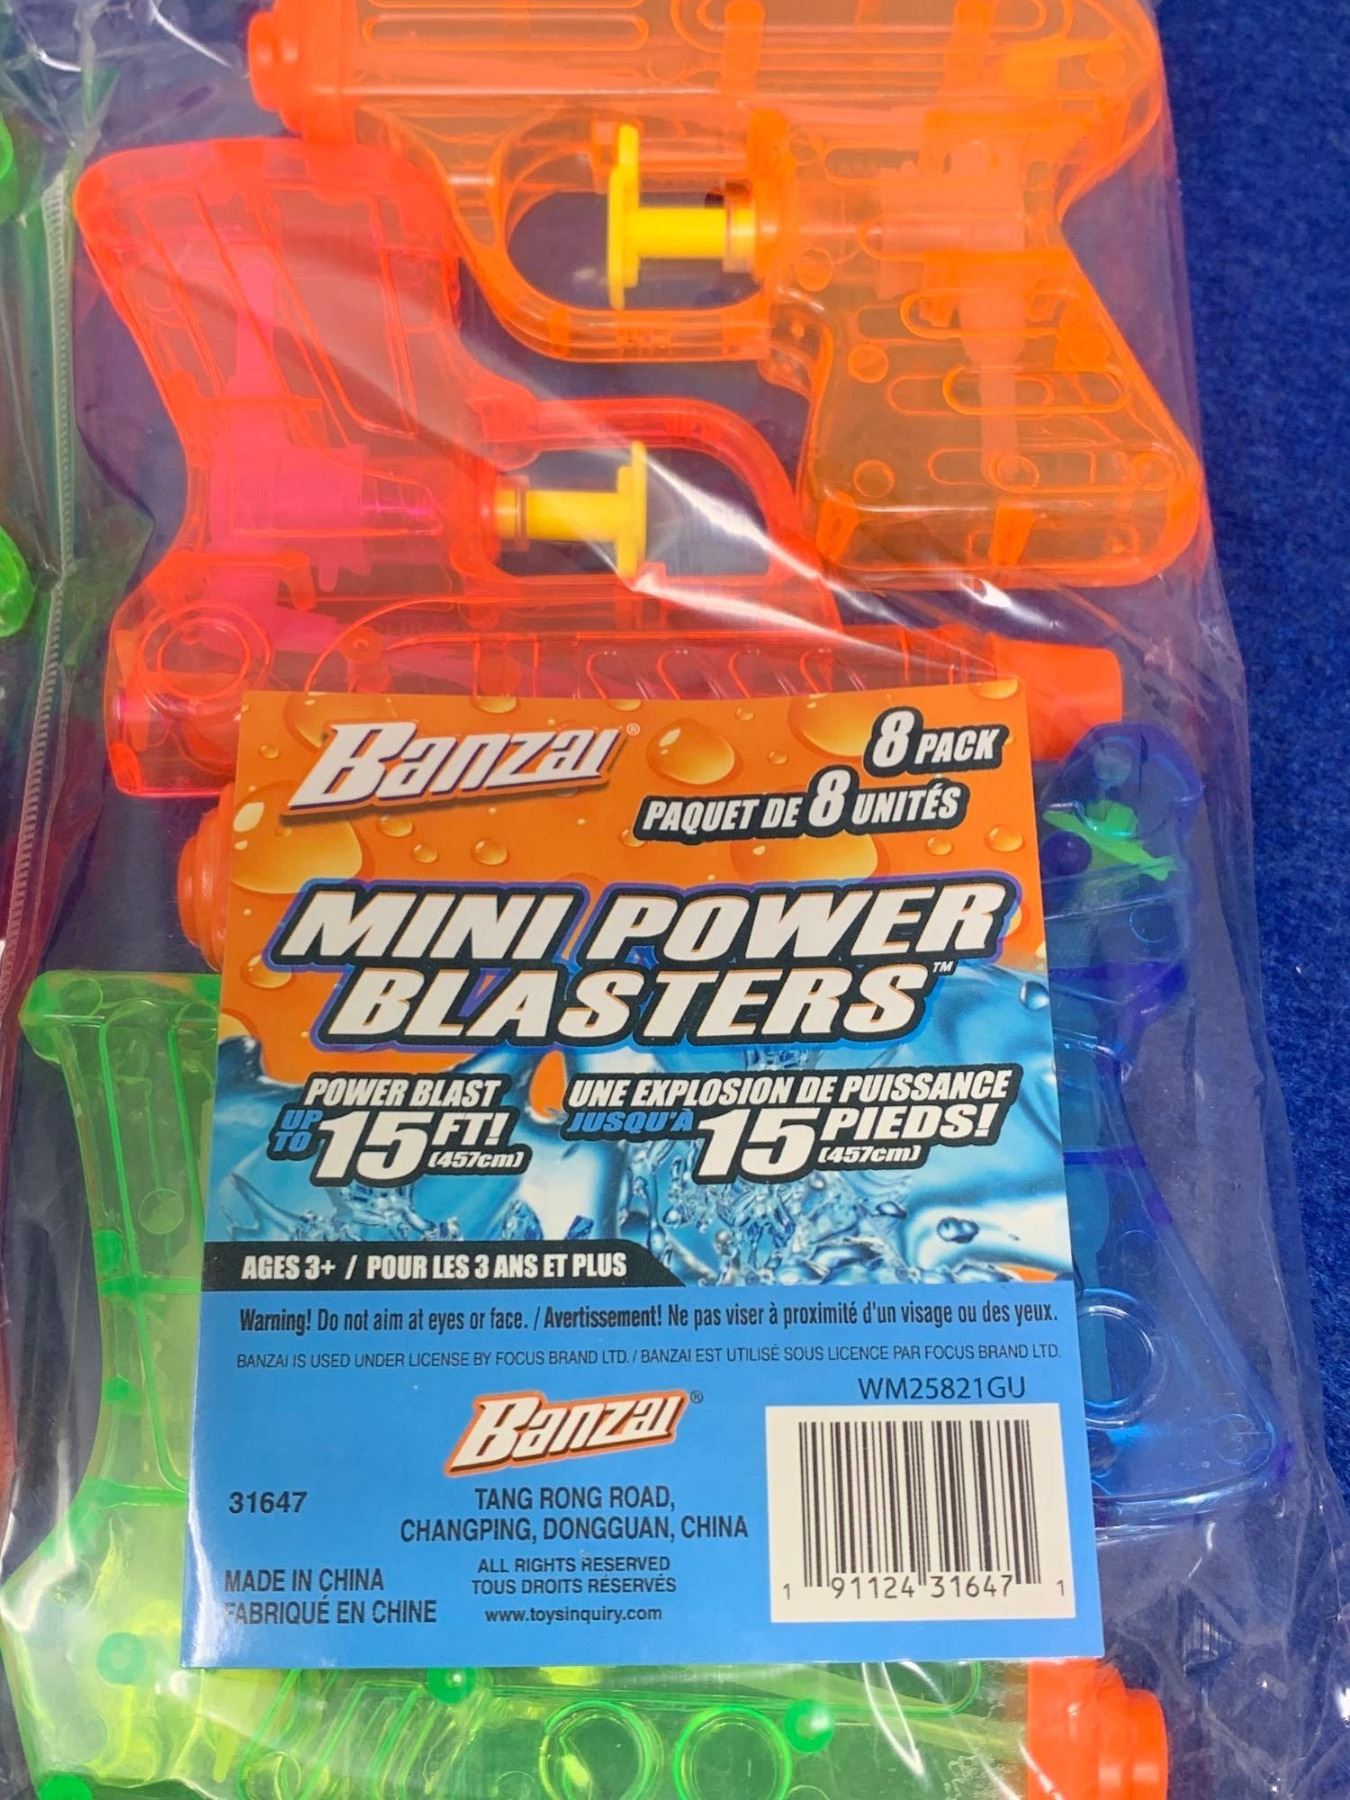 Banzai®
8 PACK
PAQUET DE 8 UNITÉS
MINI POWER
BLASTERS™
POWER BLAST
UP TO 15 FT!
(457cm)
UNE EXPLOSION DE PUISSANCE
JUSQU'À 15 PIEDS!
(457cm)
AGES 3+ / POUR LES 3 ANS ET PLUS
Warning! Do not aim at eyes or face. / Avertissement! Ne pas viser à proximité d'un visage ou des yeux.
BANZAI IS USED UNDER LICENSE BY FOCUS BRAND LTD. / BANZAI EST UTILISÉ SOUS LICENCE PAR FOCUS BRAND LTD.
WM25821GU
Banzai®
31647
TANG RONG ROAD,
CHANGPING, DONGGUAN, CHINA
ALL RIGHTS RESERVED
TOUS DROITS RÉSERVÉS
www.toysinquiry.com
MADE IN CHINA
FABRIQUÉ EN CHINE
1 91124 31647 1